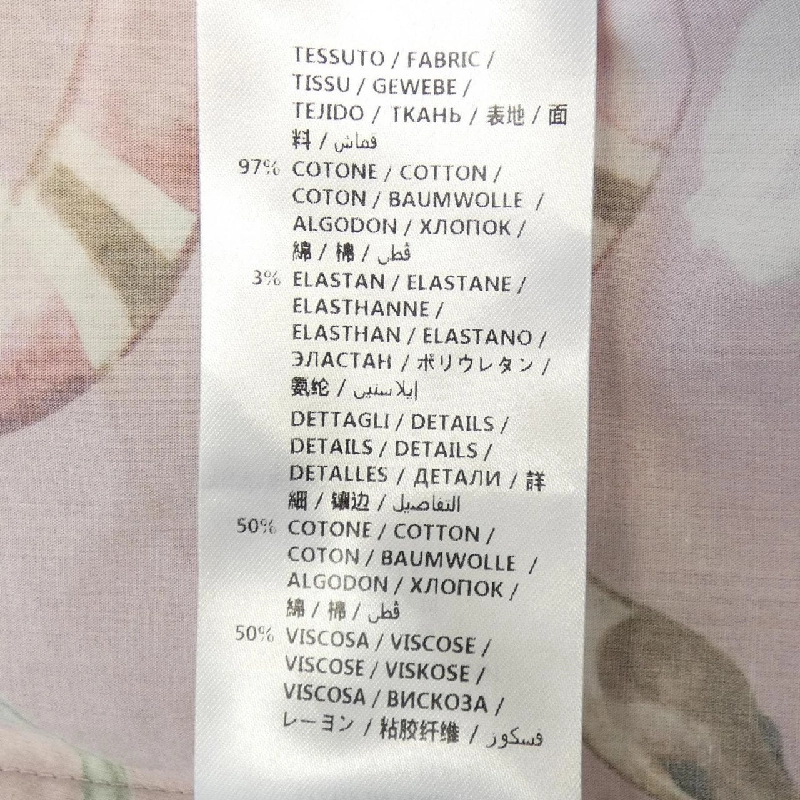 TESSUTO / FABRIC /
TISSU / GEWEBE /
TEJIDO / ТКАНЬ / 表地 / 面
料 / قماش
97% COTONE / COTTON /
COTON / BAUMWOLLE /
ALGODON / ХЛОПОК /
綿 / 棉 / قطن
3% ELASTAN / ELASTANE /
ELASTHANNE /
ELASTHAN / ELASTANO /
ЭЛАСТАН / ポリウレタン /
氨纶 / إيلاستين
DETTAGLI / DETAILS /
DETAILS / DETAILS /
DETALLES / ДЕТАЛИ / 詳
細 / 镶边 / التفاصيل
50% COTONE / COTTON /
COTON / BAUMWOLLE /
ALGODON / ХЛОПОК /
綿 / 棉 / قطن
50% VISCOSA / VISCOSE /
VISCOSE / VISKOSE /
VISCOSA / ВИСКОЗА /
レーヨン / 粘胶纤维 / فسكوز